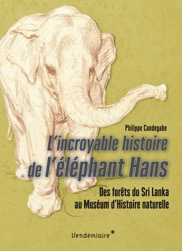 Philippe Candegabe
L'incroyable histoire
de l'éléphant Hans
Des forêts du Sri Lanka
au Muséum d'Histoire naturelle
Vendémiaire